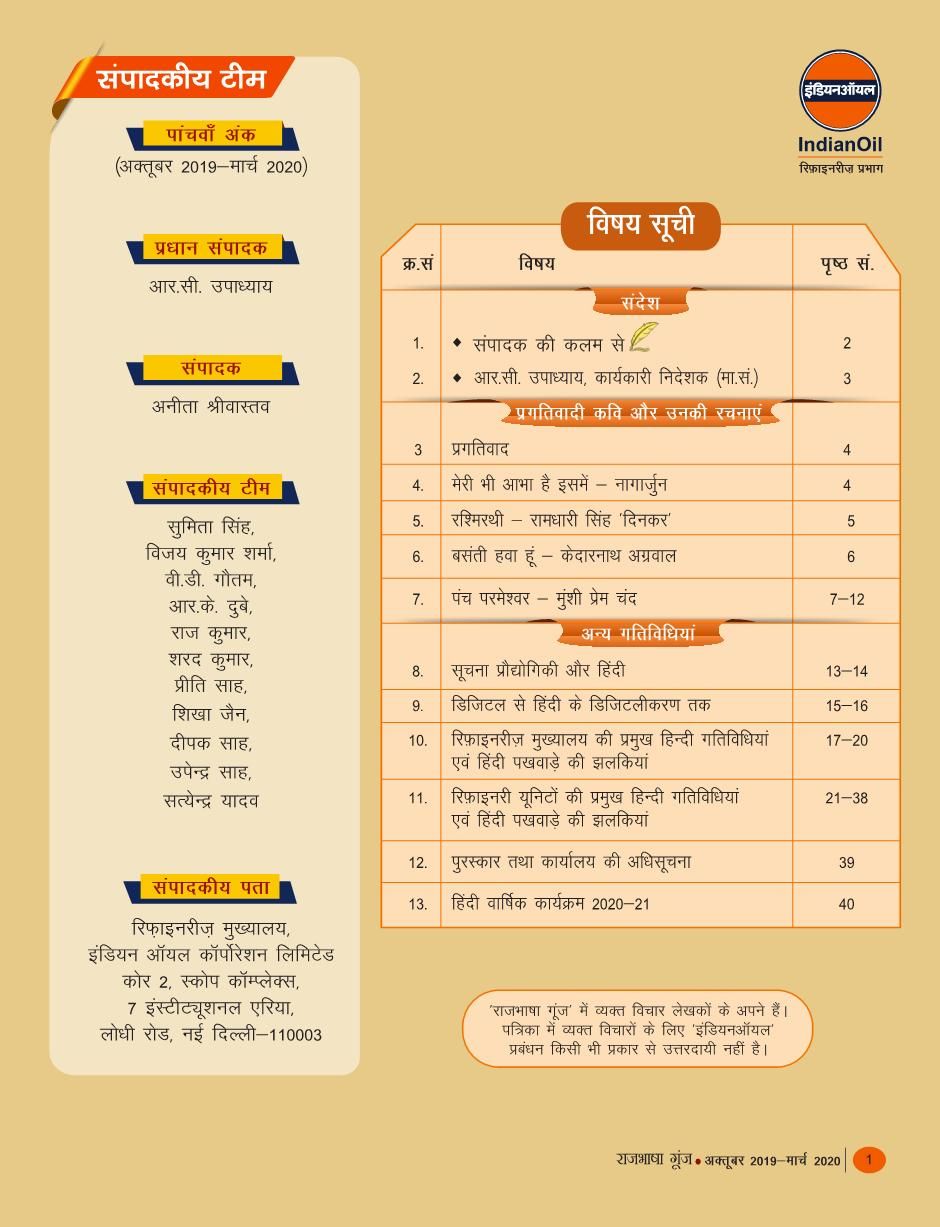 संपादकीय टीम
पांचवाँ अंक
(अक्तूबर 2019–मार्च 2020)
प्रधान संपादक
आर.सी. उपाध्याय
संपादक
अनीता श्रीवास्तव
संपादकीय टीम
सुमिता सिंह,
विजय कुमार शर्मा,
वी.डी. गौतम,
आर.के. दुबे,
राज कुमार,
शरद कुमार,
प्रीति साह,
शिखा जैन,
दीपक साह,
उपेन्द्र साह,
सत्येन्द्र यादव
संपादकीय पता
रिफ़ाइनरीज़ मुख्यालय,
इंडियन ऑयल कॉर्पोरेशन लिमिटेड
कोर 2, स्कोप कॉम्प्लेक्स,
7 इंस्टीट्यूशनल एरिया,
लोधी रोड, नई दिल्ली–110003
इंडियनऑयल
IndianOil
रिफ़ाइनरीज़ प्रभाग
विषय सूची
क्र.सं विषय पृष्ठ सं.
संदेश
1. ◆ संपादक की कलम से 2
2. ◆ आर.सी. उपाध्याय, कार्यकारी निदेशक (मा.सं.) 3
प्रगतिवादी कवि और उनकी रचनाएं
3 प्रगतिवाद 4
4. मेरी भी आभा है इसमें – नागार्जुन 4
5. रश्मिरथी – रामधारी सिंह 'दिनकर' 5
6. बसंती हवा हूं – केदारनाथ अग्रवाल 6
7. पंच परमेश्वर – मुंशी प्रेम चंद 7–12
अन्य गतिविधियां
8. सूचना प्रौद्योगिकी और हिंदी 13–14
9. डिजिटल से हिंदी के डिजिटलीकरण तक 15–16
10. रिफ़ाइनरीज़ मुख्यालय की प्रमुख हिन्दी गतिविधियां 17–20
एवं हिंदी पखवाड़े की झलकियां
11. रिफ़ाइनरी यूनिटों की प्रमुख हिन्दी गतिविधियां 21–38
एवं हिंदी पखवाड़े की झलकियां
12. पुरस्कार तथा कार्यालय की अधिसूचना 39
13. हिंदी वार्षिक कार्यक्रम 2020–21 40
'राजभाषा गूंज' में व्यक्त विचार लेखकों के अपने हैं।
पत्रिका में व्यक्त विचारों के लिए 'इंडियनऑयल'
प्रबंधन किसी भी प्रकार से उत्तरदायी नहीं है।
राजभाषा गूंज ● अक्तूबर 2019–मार्च 2020 1